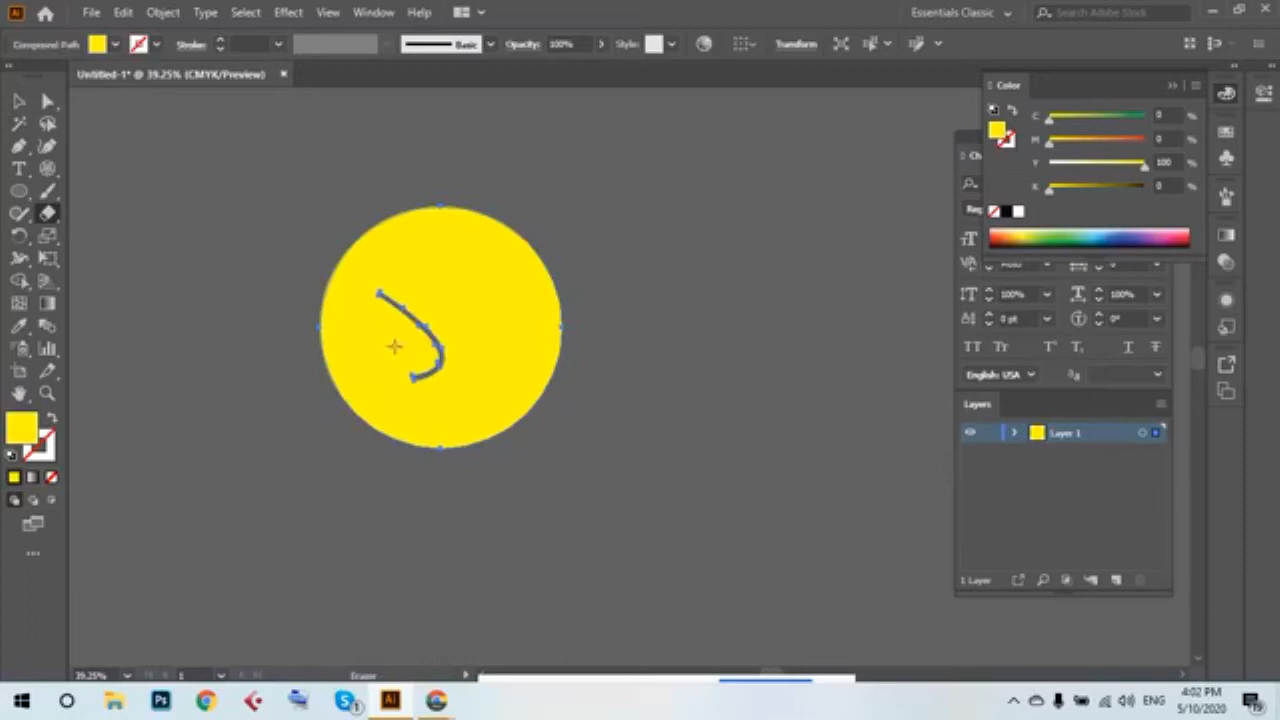 File Edit Object Type Select Effect View Window Help
Essentials Classic
Search Adobe Stock
Compound Path
Stroke:
Basic
Opacity: 100%
Style:
Transform
Untitled-1* @ 39.25% (CMYK/Preview)
Color
C 0 %
M 0 %
Y 100 %
K 0 %
100%
100%
0 pt
0°
English: USA
Layers
Layer 1
1 Layer
39.25%
1
Eraser
ENG
4:02 PM
5/10/2020